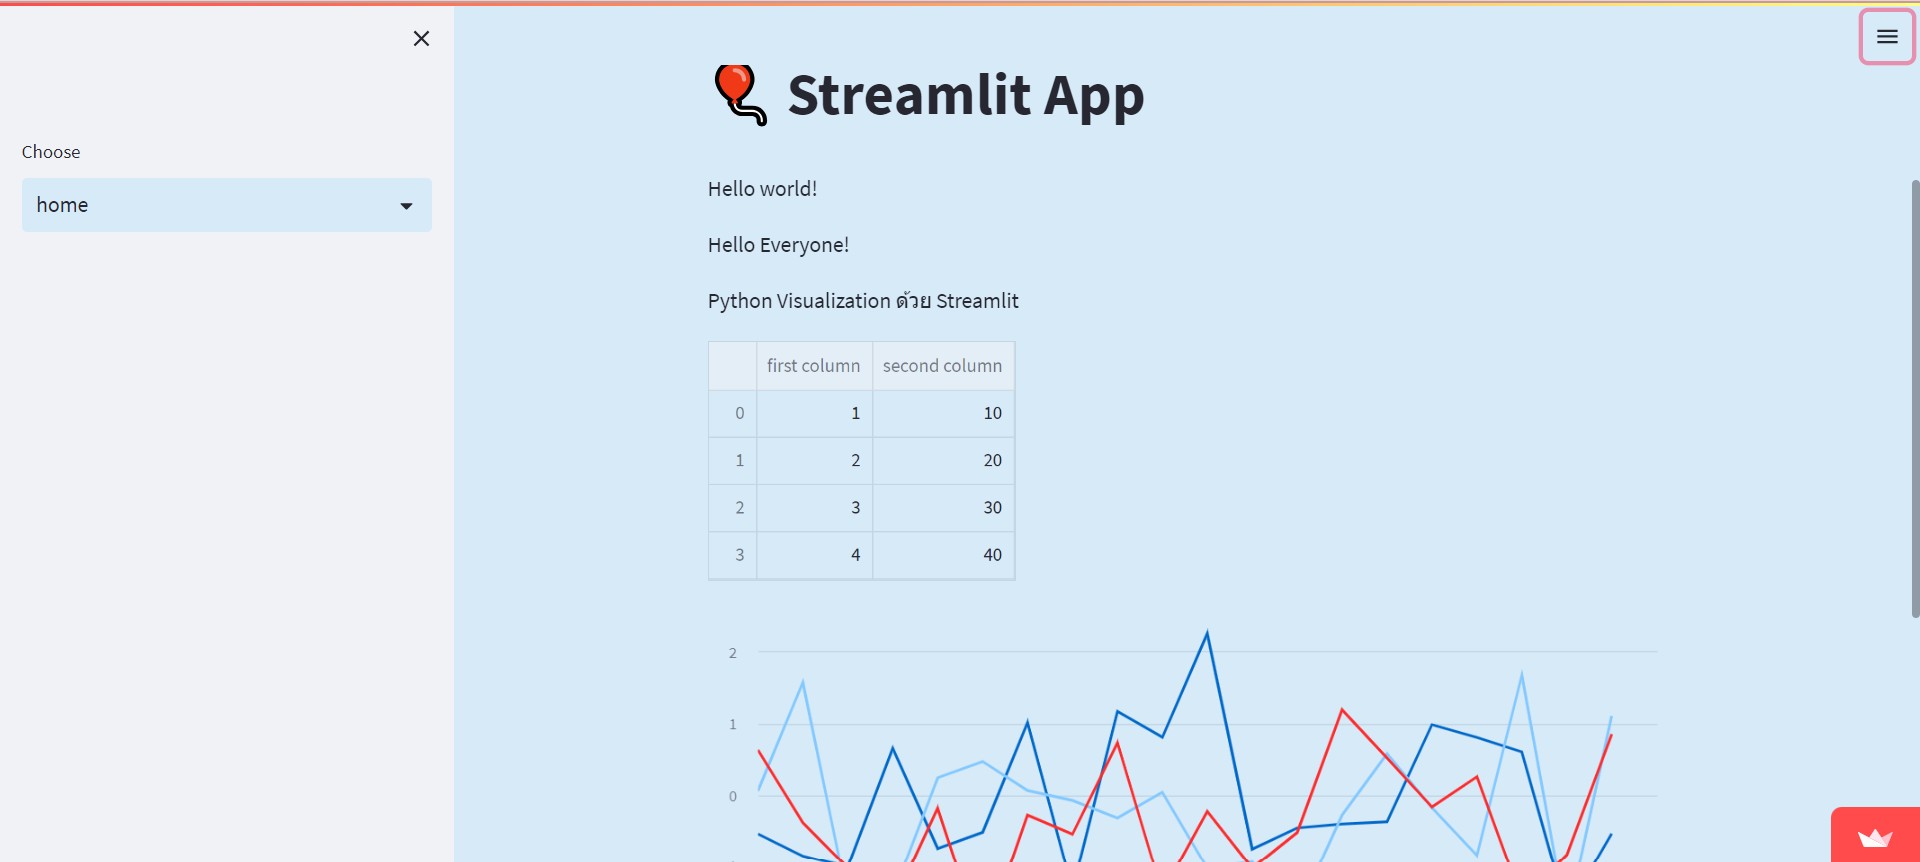 Streamlit App
Choose
home
Hello world!
Hello Everyone!
Python Visualization ด้วย Streamlit
first column second column
0 1 10
1 2 20
2 3 30
3 4 40
2
1
0